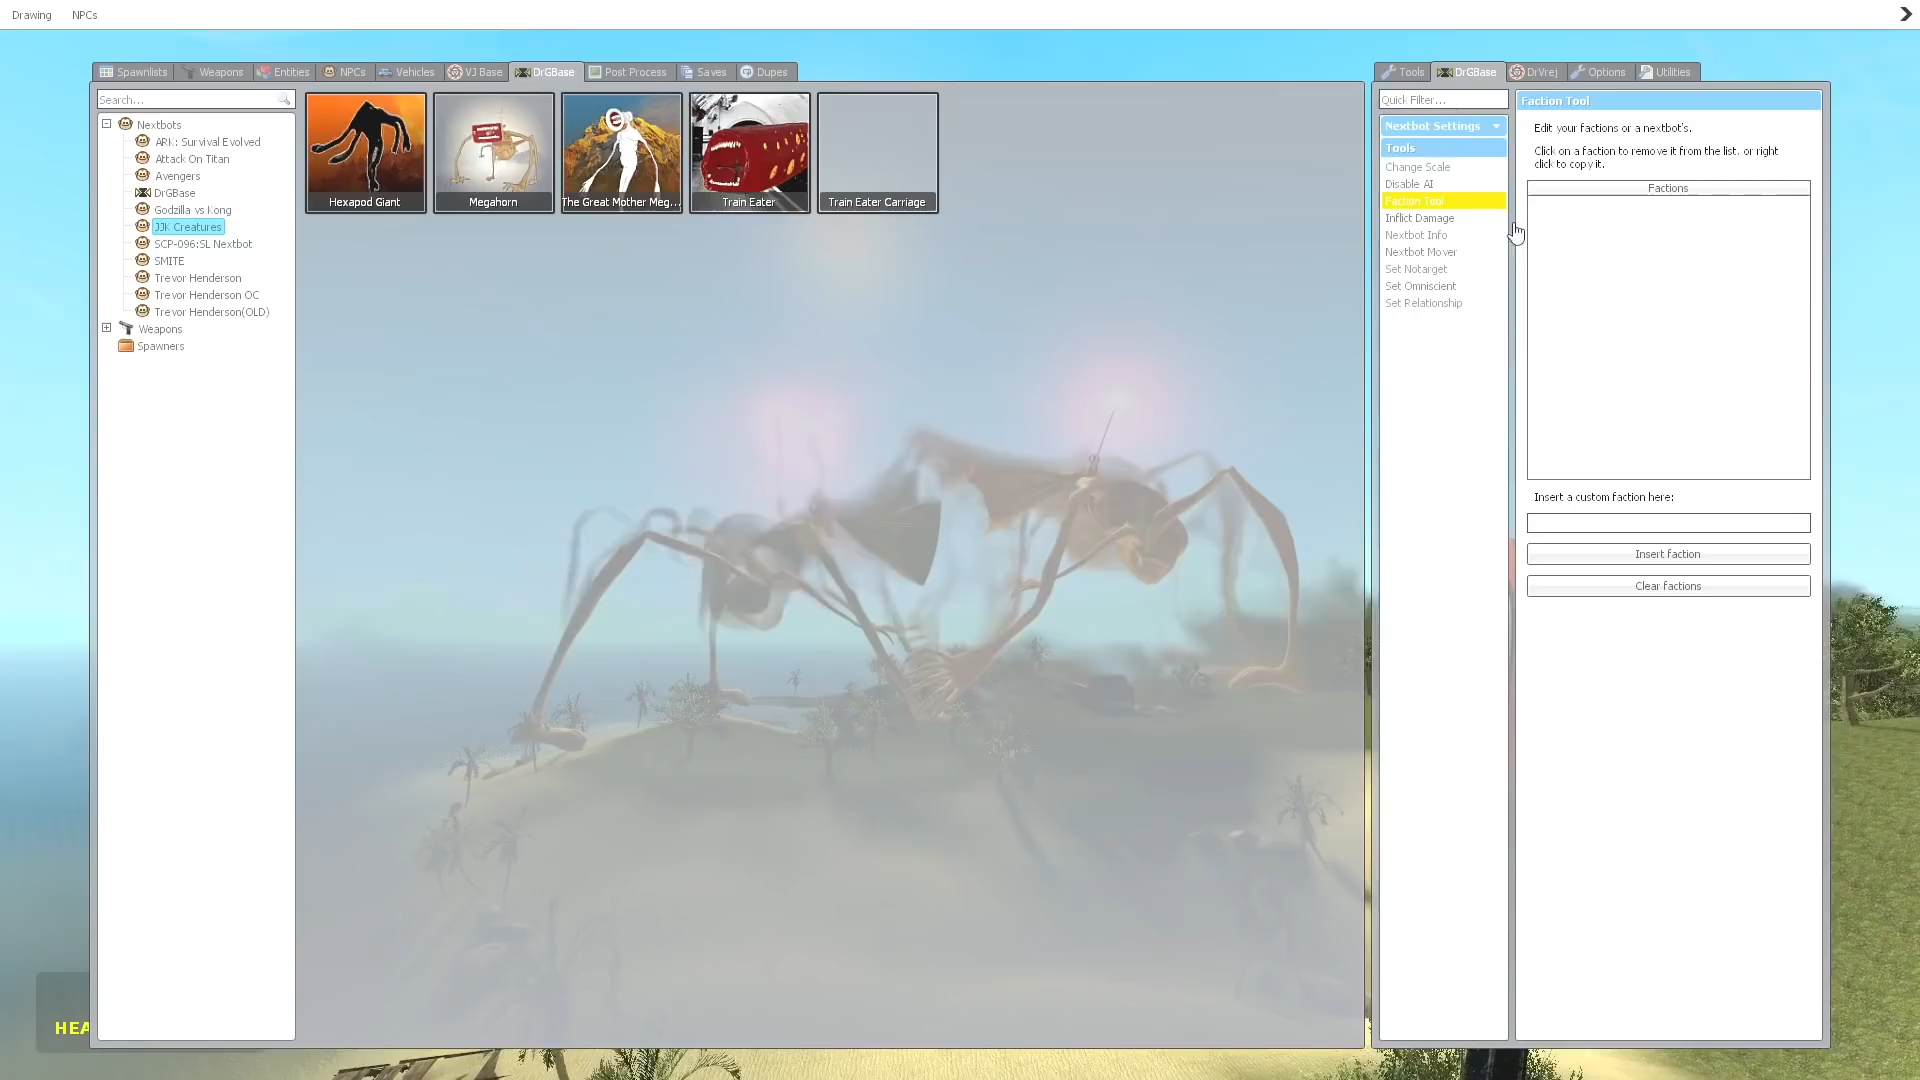 Drawing NPCs
Spawnlists Weapons Entities NPCs Vehicles VJ Base DrGBase Post Process Saves Dupes
Tools DrGBase DrVrej Options Utilities
Search...
Nextbots
ARK: Survival Evolved
Attack On Titan
Avengers
DrGBase
Godzilla vs Kong
JJK Creatures
SCP-096:SL Nextbot
SMITE
Trevor Henderson
Trevor Henderson OC
Trevor Henderson(OLD)
Weapons
Spawners
Hexapod Giant
Megahorn
The Great Mother Meg...
Train Eater
Train Eater Carriage
Quick Filter...
Nextbot Settings
Tools
Change Scale
Disable AI
Faction Tool
Inflict Damage
Nextbot Info
Nextbot Mover
Set Notarget
Set Omniscient
Set Relationship
Faction Tool
Edit your factions or a nextbot's.
Click on a faction to remove it from the list, or right
click to copy it.
Factions
Insert a custom faction here:
Insert faction
Clear factions
HEA